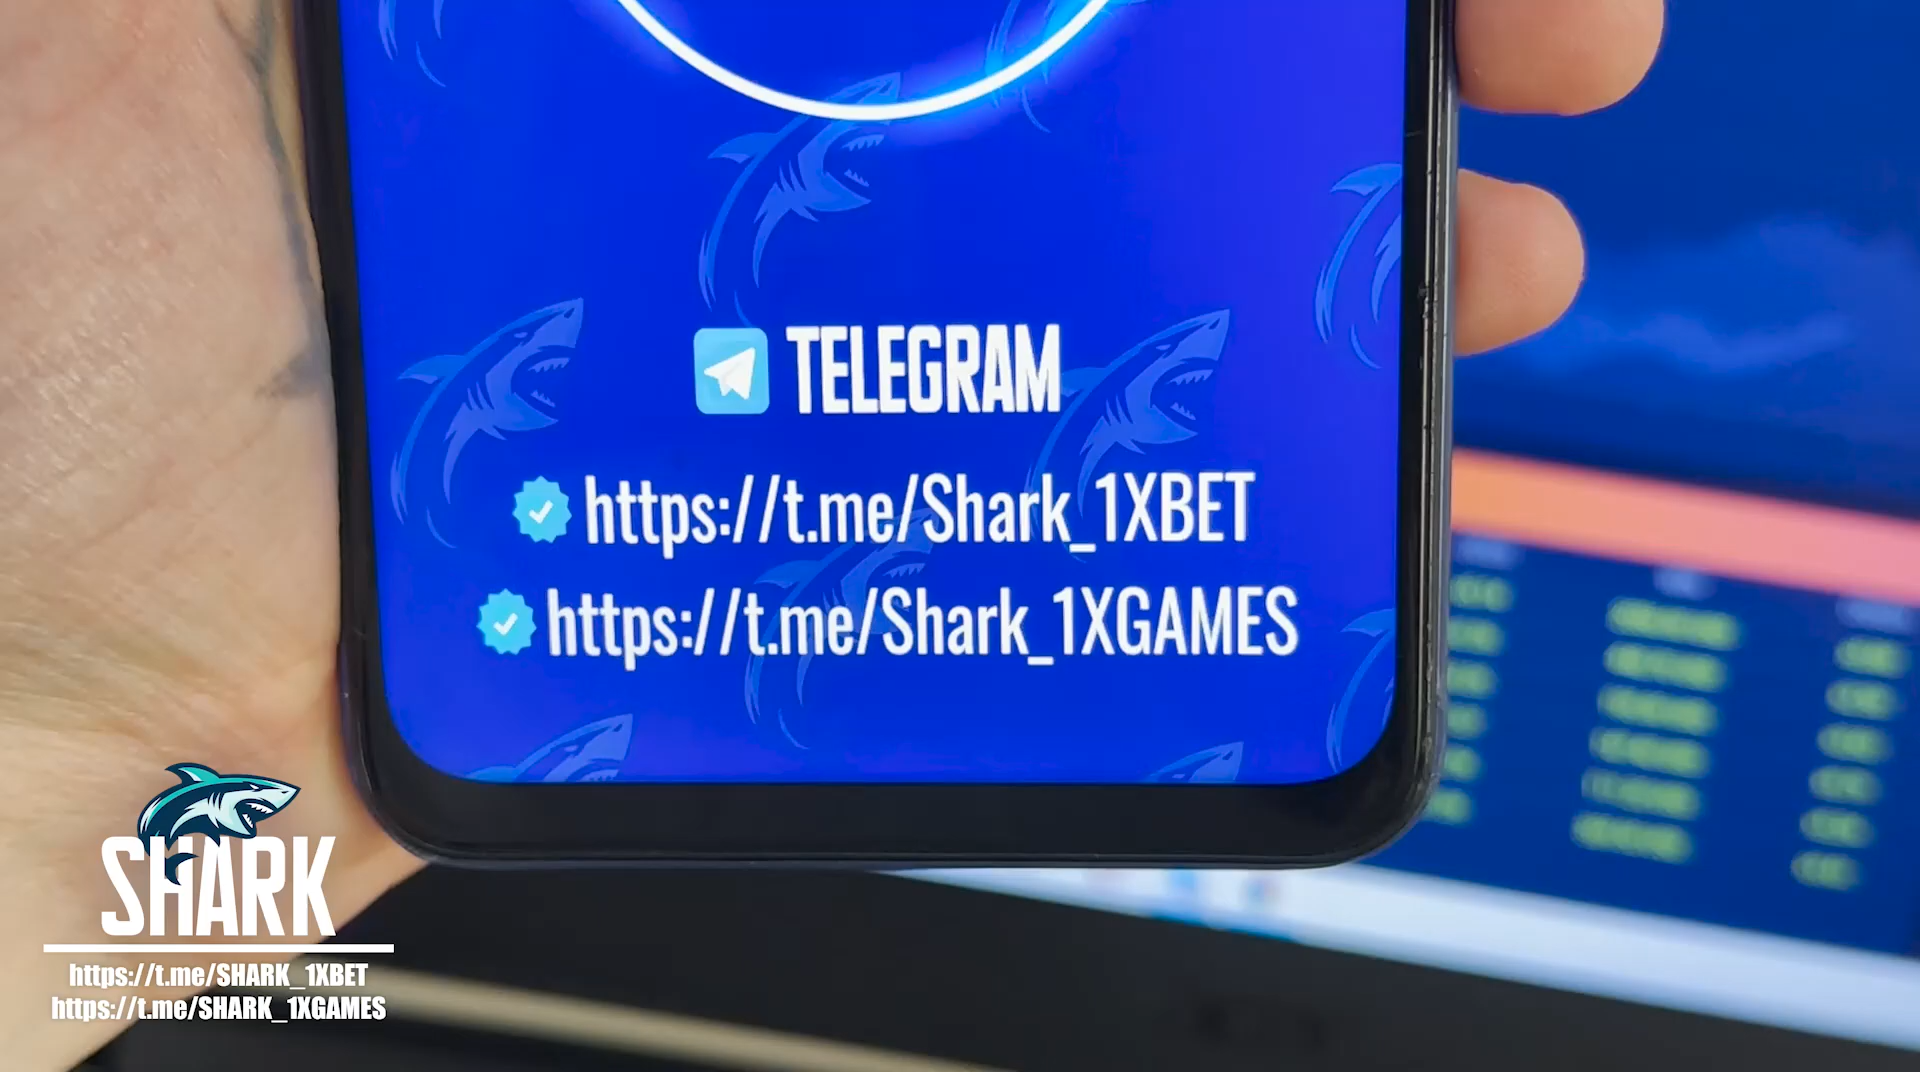 TELEGRAM
https://t.me/Shark_1XBET
https://t.me/Shark_1XGAMES
SHARK
https://t.me/SHARK_1XBET
https://t.me/SHARK_1XGAMES